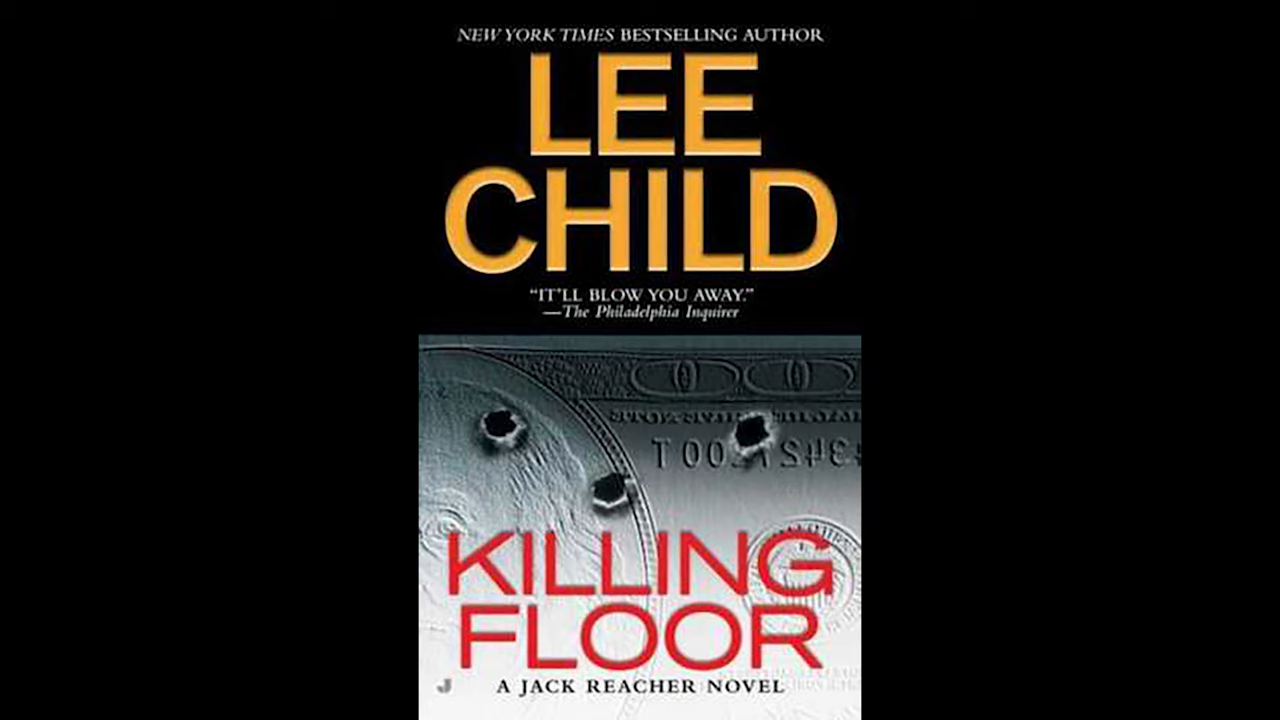 NEW YORK TIMES BESTSELLING AUTHOR
LEE
CHILD
“IT’LL BLOW YOU AWAY.”
—The Philadelphia Inquirer
KILLING
FLOOR
J
A JACK REACHER NOVEL